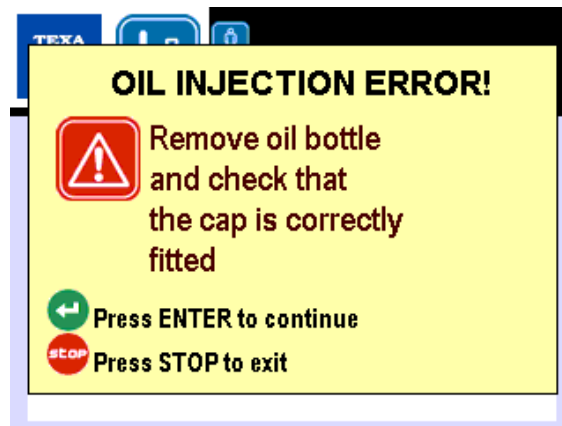 TEXA
OIL INJECTION ERROR!
Remove oil bottle
and check that
the cap is correctly
fitted
Press ENTER to continue
stop Press STOP to exit